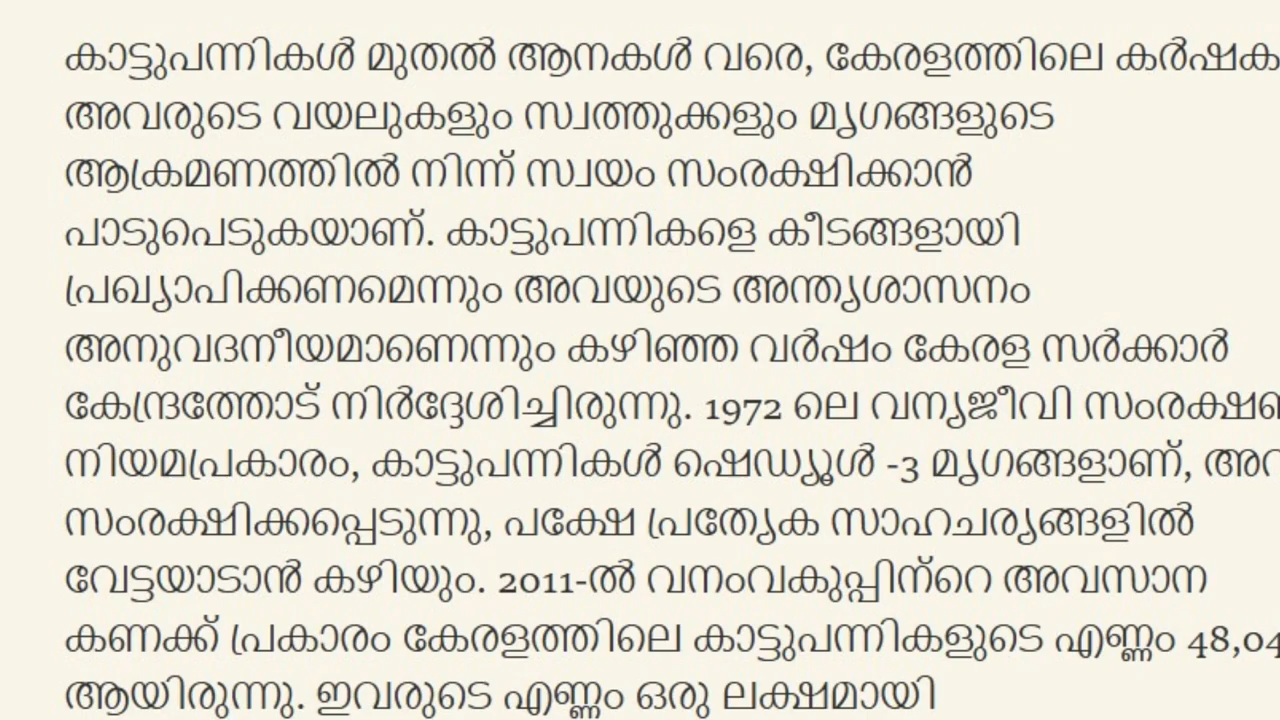 കാട്ടുപന്നികൾ മുതൽ ആനകൾ വരെ, കേരളത്തിലെ കർഷക
അവരുടെ വയലുകളും സ്വത്തുക്കളും മൃഗങ്ങളുടെ
ആക്രമണത്തിൽ നിന്ന് സ്വയം സംരക്ഷിക്കാൻ
പാടുപെടുകയാണ്. കാട്ടുപന്നികളെ കീടങ്ങളായി
പ്രഖ്യാപിക്കണമെന്നും അവയുടെ അന്ത്യശാസനം
അനുവദനീയമാണെന്നും കഴിഞ്ഞ വർഷം കേരള സർക്കാർ
കേന്ദ്രത്തോട് നിർദ്ദേശിച്ചിരുന്നു. 1972 ലെ വന്യജീവി സംരക്ഷണ
നിയമപ്രകാരം, കാട്ടുപന്നികൾ ഷെഡ്യൂൾ -3 മൃഗങ്ങളാണ്,
സംരക്ഷിക്കപ്പെടുന്നു, പക്ഷേ പ്രത്യേക സാഹചര്യങ്ങളിൽ
വേട്ടയാടാൻ കഴിയും. 2011-ൽ വനംവകുപ്പിന്റെ അവസാന
കണക്ക് പ്രകാരം കേരളത്തിലെ കാട്ടുപന്നികളുടെ എണ്ണം 48,04
ആയിരുന്നു. ഇവരുടെ എണ്ണം ഒരു ലക്ഷമായി